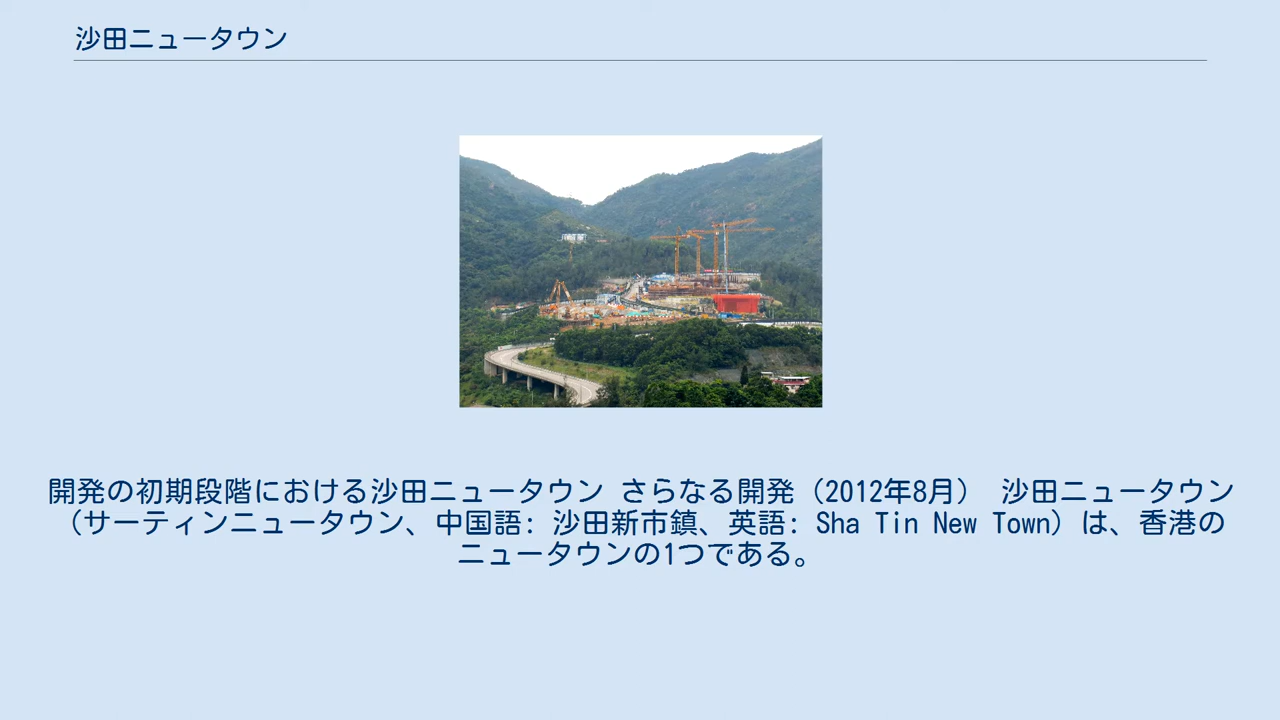 沙田ニュータウン
開発の初期段階における沙田ニュータウン さらなる開発（2012年8月） 沙田ニュータウン
（サーティンニュータウン、中国語: 沙田新市鎮、英語: Sha Tin New Town）は、香港の
ニュータウンの1つである。